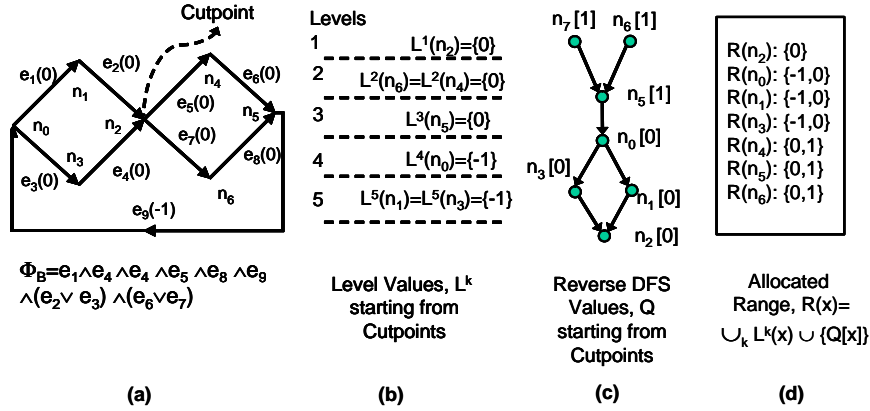 Cutpoint
e₁(0)
e₂(0)
n₁
n₄
e₆(0)
e₅(0)
n₀
n₂
n₅
e₇(0)
n₃
e₃(0)
e₄(0)
e₈(0)
n₆
e₉(-1)
Φ_B=e₁∧e₄ ∧e₄ ∧e₅ ∧e₈ ∧e₉
∧(e₂∨ e₃) ∧(e₆∨e₇)
(a)
Levels
1 L¹(n₂)={0}
2 L²(n₆)=L²(n₄)={0}
3 L³(n₅)={0}
4 L⁴(n₀)={-1}
5 L⁵(n₁)=L⁵(n₃)={-1}
Level Values, Lᵏ
starting from
Cutpoints
(b)
n₇[1] n₆[1]
n₅[1]
n₀[0]
n₃[0]
n₁[0]
n₂[0]
Reverse DFS
Values, Q
starting from
Cutpoints
(c)
R(n₂): {0}
R(n₀): {-1,0}
R(n₁): {-1,0}
R(n₃): {-1,0}
R(n₄): {0,1}
R(n₅): {0,1}
R(n₆): {0,1}
Allocated
Range, R(x)=
∪ₖ Lᵏ(x) ∪ {Q[x]}
(d)